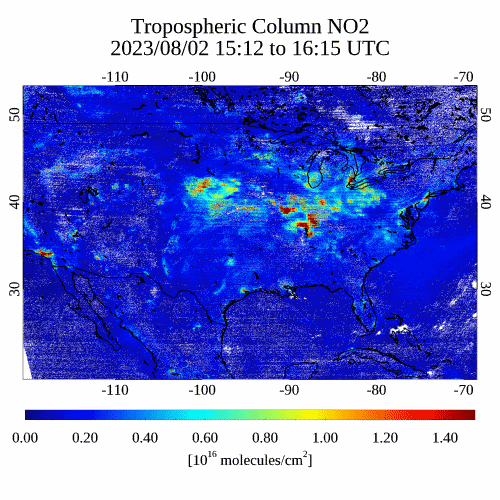 Tropospheric Column NO2
2023/08/02 15:12 to 16:15 UTC
-110 -100 -90 -80 -70
50 50
40 40
30 30
-110 -100 -90 -80 -70
0.00 0.20 0.40 0.60 0.80 1.00 1.20 1.40
[10^16 molecules/cm^2]